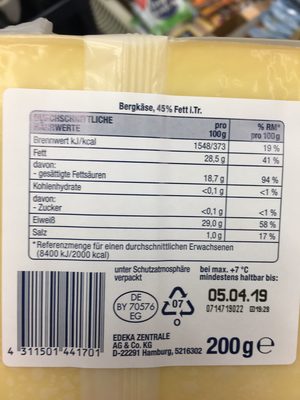 Bergkäse, 45% Fett i.Tr.
DURCHSCHNITTLICHE NÄHRWERTE pro 100g % RM* pro 100g
Brennwert kJ/kcal 1548/373 19 %
Fett 28,5 g 41 %
davon:
- gesättigte Fettsäuren 18,7 g 94 %
Kohlenhydrate <0,1 g <1 %
davon:
- Zucker <0,1 g <1 %
Eiweiß 29,0 g 58 %
Salz 1,0 g 17 %
*Referenzmenge für einen durchschnittlichen Erwachsenen
(8400 kJ/2000 kcal)
unter Schutzatmosphäre
verpackt
bei max. +7 °C
mindestens haltbar bis:
05.04.19
DE
BY 70576
EG
07
O
EDEKA ZENTRALE
AG & Co. KG
D-22291 Hamburg, 5216302
200g e
4 311501 441701